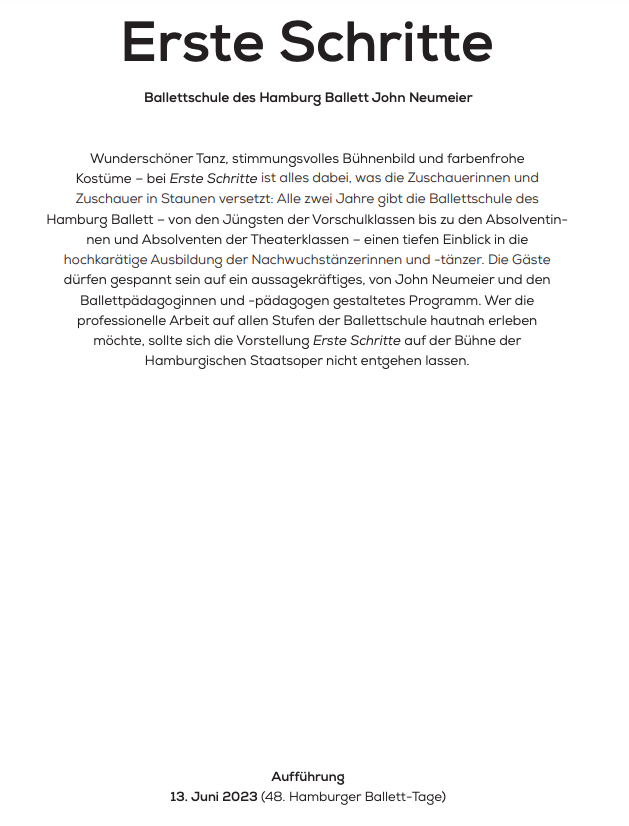 Erste Schritte
Ballettschule des Hamburg Ballett John Neumeier
Wunderschöner Tanz, stimmungsvolles Bühnenbild und farbenfrohe
Kostüme – bei Erste Schritte ist alles dabei, was die Zuschauerinnen und
Zuschauer in Staunen versetzt: Alle zwei Jahre gibt die Ballettschule des
Hamburg Ballett – von den Jüngsten der Vorschulklassen bis zu den Absolventin-
nen und Absolventen der Theaterklassen – einen tiefen Einblick in die
hochkarätige Ausbildung der Nachwuchstänzerinnen und -tänzer. Die Gäste
dürfen gespannt sein auf ein aussagekräftiges, von John Neumeier und den
Ballettpädagoginnen und -pädagogen gestaltetes Programm. Wer die
professionelle Arbeit auf allen Stufen der Ballettschule hautnah erleben
möchte, sollte sich die Vorstellung Erste Schritte auf der Bühne der
Hamburgischen Staatsoper nicht entgehen lassen.
Aufführung
13. Juni 2023 (48. Hamburger Ballett-Tage)